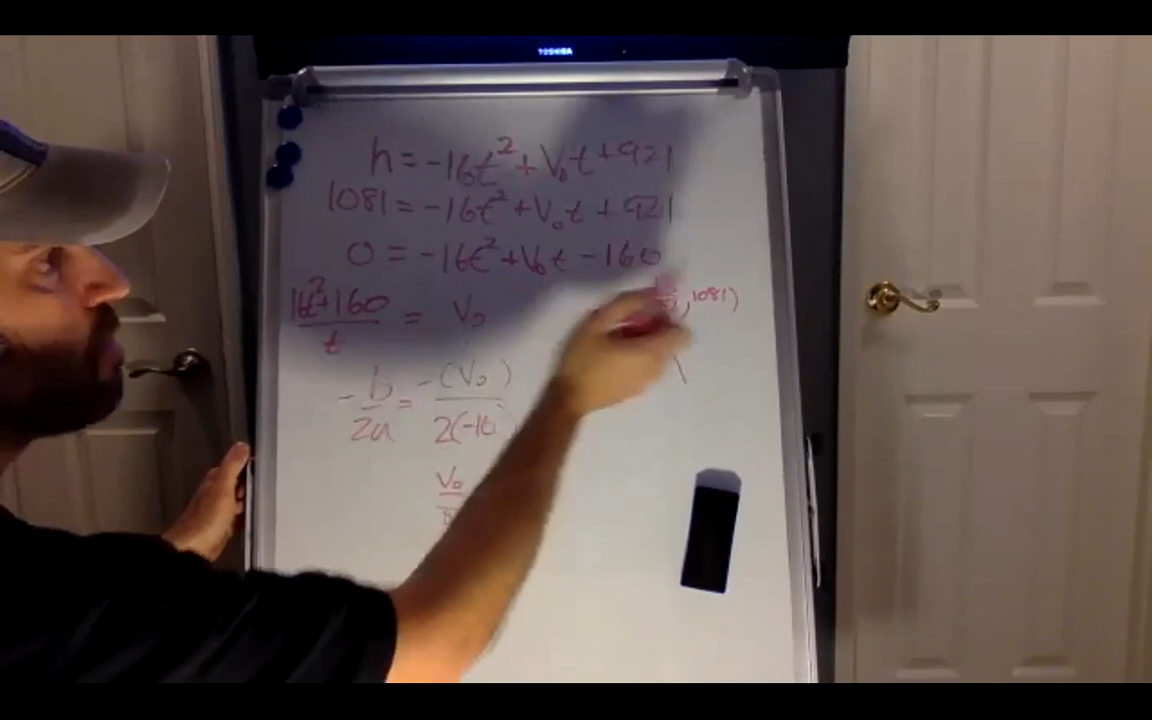 TOSHIBA
h = -16t² + V₀t + 921
1081 = -16t² + V₀t + 921
0 = -16t² + V₀t - 160
16t² + 160 / t = V₀
, 1081)
-b / 2a = -(V₀) / 2(-16
V₀